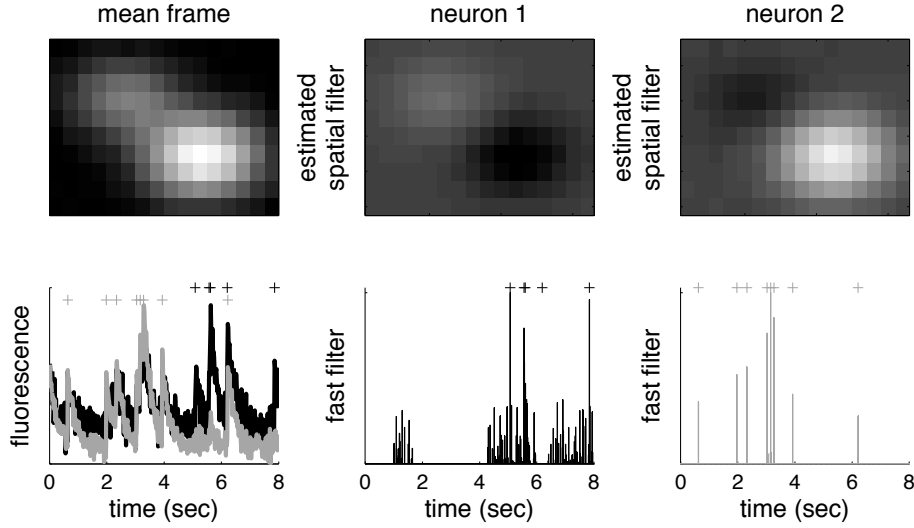 mean frame
neuron 1
neuron 2
estimated
spatial filter
estimated
spatial filter
fluorescence
0 2 4 6 8
time (sec)
fast filter
0 2 4 6 8
time (sec)
fast filter
0 2 4 6 8
time (sec)